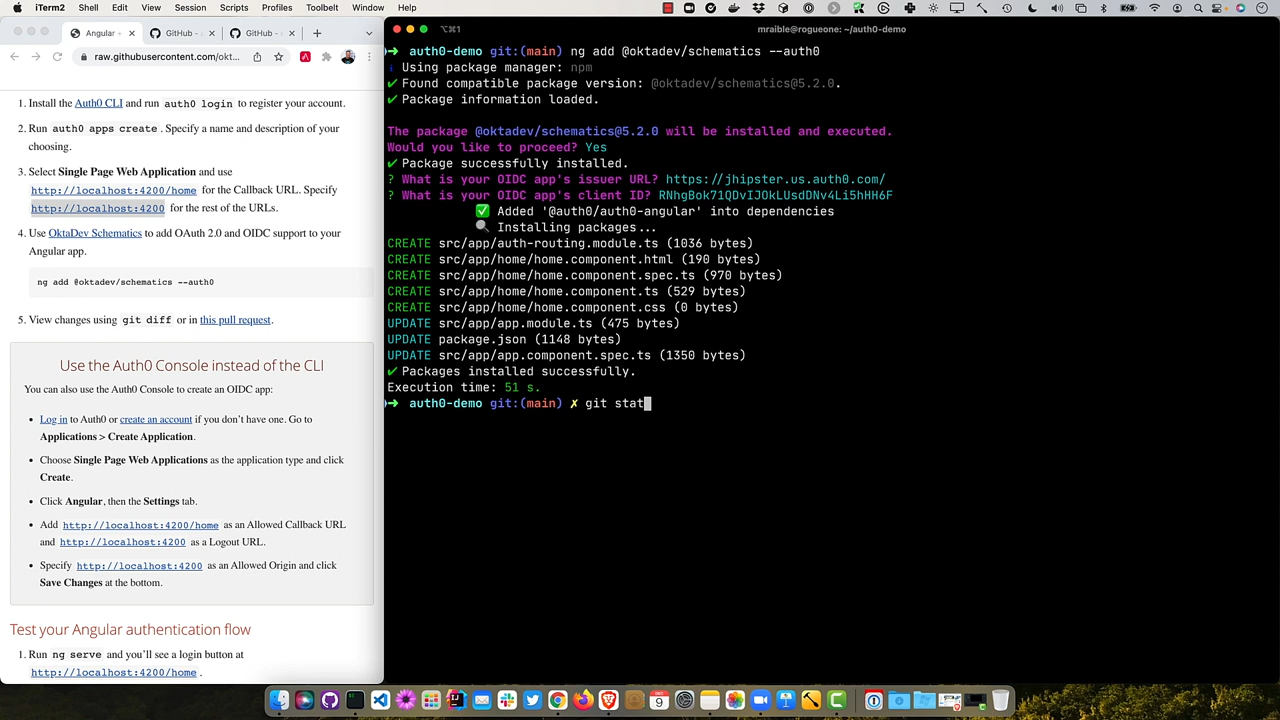 iTerm2 Shell Edit View Session Scripts Profiles Toolbelt Window Help
Angular +
GitHub -
GitHub -
raw.githubusercontent.com/okt...
1. Install the Auth0 CLI and run auth0 login to register your account.
2. Run auth0 apps create. Specify a name and description of your
choosing.
3. Select Single Page Web Application and use
http://localhost:4200/home for the Callback URL. Specify
http://localhost:4200 for the rest of the URLs.
4. Use OktaDev Schematics to add OAuth 2.0 and OIDC support to your
Angular app.
ng add @oktadev/schematics --auth0
5. View changes using git diff or in this pull request.
Use the Auth0 Console instead of the CLI
You can also use the Auth0 Console to create an OIDC app:
• Log in to Auth0 or create an account if you don't have one. Go to
Applications > Create Application.
• Choose Single Page Web Applications as the application type and click
Create.
• Click Angular, then the Settings tab.
• Add http://localhost:4200/home as an Allowed Callback URL
and http://localhost:4200 as a Logout URL.
• Specify http://localhost:4200 as an Allowed Origin and click
Save Changes at the bottom.
Test your Angular authentication flow
1. Run ng serve and you'll see a login button at
http://localhost:4200/home.
⌥⌘1
mraible@rogueone: ~/auth0-demo
➜ auth0-demo git:(main) ng add @oktadev/schematics --auth0
ℹ Using package manager: npm
✔ Found compatible package version: @oktadev/schematics@5.2.0.
✔ Package information loaded.
The package @oktadev/schematics@5.2.0 will be installed and executed.
Would you like to proceed? Yes
✔ Package successfully installed.
? What is your OIDC app's issuer URL? https://jhipster.us.auth0.com/
? What is your OIDC app's client ID? RNhgBok71QDvIJOkLUsdDNv4Li5hHH6F
✅ Added '@auth0/auth0-angular' into dependencies
🔍 Installing packages...
CREATE src/app/auth-routing.module.ts (1036 bytes)
CREATE src/app/home/home.component.html (190 bytes)
CREATE src/app/home/home.component.spec.ts (970 bytes)
CREATE src/app/home/home.component.ts (529 bytes)
CREATE src/app/home/home.component.css (0 bytes)
UPDATE src/app/app.module.ts (475 bytes)
UPDATE package.json (1148 bytes)
UPDATE src/app/app.component.spec.ts (1350 bytes)
✔ Packages installed successfully.
Execution time: 51 s.
➜ auth0-demo git:(main) ✗ git stat
DEC
9